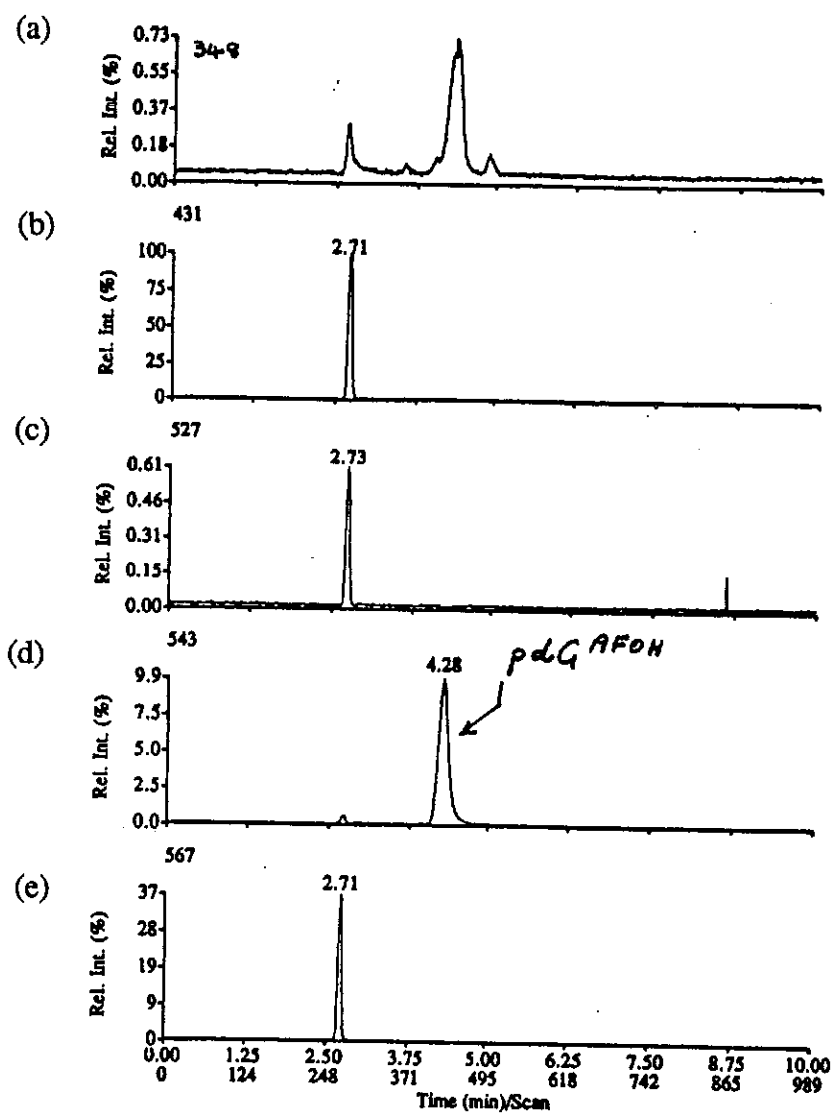 (a)
Rel. Int. (%)
0.73
0.55
0.37
0.18
0.00
348
(b)
431
Rel. Int. (%)
100
75
50
25
0
2.71
(c)
527
Rel. Int. (%)
0.61
0.46
0.31
0.15
0.00
2.73
(d)
543
Rel. Int. (%)
9.9
7.5
5.0
2.5
0.0
4.28
pdG AFOH
(e)
567
Rel. Int. (%)
37
28
19
9
0
2.71
0.00 1.25 2.50 3.75 5.00 6.25 7.50 8.75 10.00
0 124 248 371 495 618 742 865 989
Time (min)/Scan